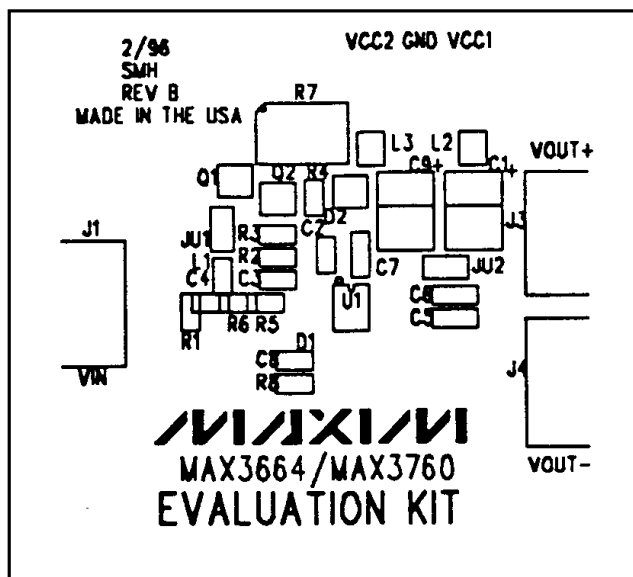 2/96
SMH
REV B
MADE IN THE USA
VCC2 GND VCC1
R7
L3 L2
VOUT+
Q1 Q2 R4 C9+ C1+
D2
J1 JU1 R3 C2 J3
L1 R2 C7 JU2
C4 C3 U1 C6
R1 R6 R5 C5
D1
VIN C8 J4
R8
MAXIM
MAX3664/MAX3760
VOUT-
EVALUATION KIT